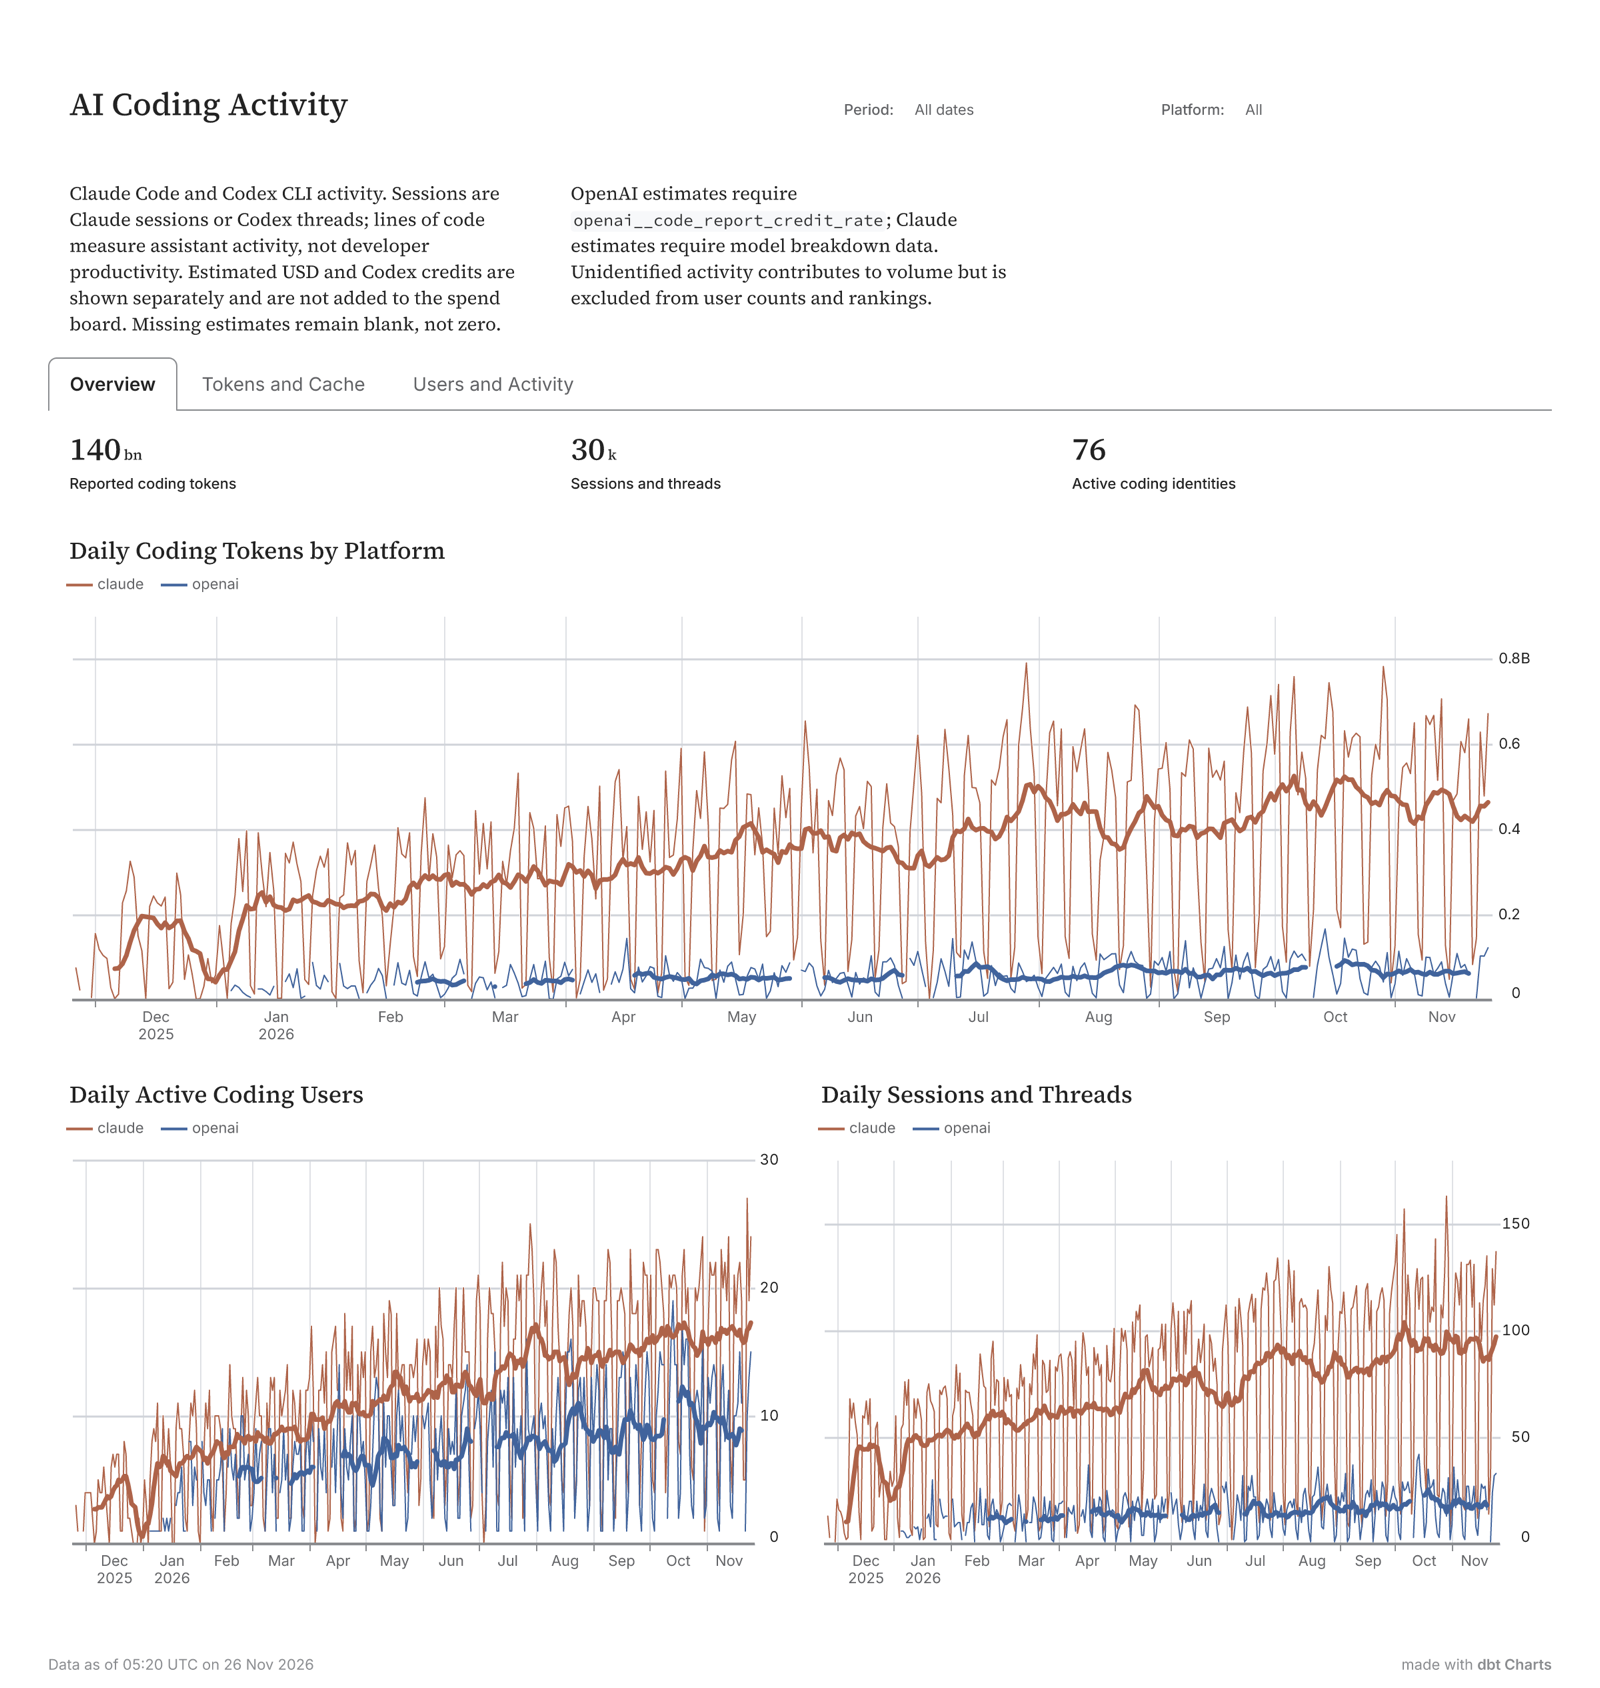 AI Coding Activity
Period: All dates
Platform: All
Claude Code and Codex CLI activity. Sessions are
Claude sessions or Codex threads; lines of code
measure assistant activity, not developer
productivity. Estimated USD and Codex credits are
shown separately and are not added to the spend
board. Missing estimates remain blank, not zero.
OpenAI estimates require
openai__code_report_credit_rate; Claude
estimates require model breakdown data.
Unidentified activity contributes to volume but is
excluded from user counts and rankings.
Overview
Tokens and Cache
Users and Activity
140 bn
Reported coding tokens
30 k
Sessions and threads
76
Active coding identities
Daily Coding Tokens by Platform
claude openai
0.8B
0.6
0.4
0.2
0
Dec Jan Feb Mar Apr May Jun Jul Aug Sep Oct Nov
2025 2026
Daily Active Coding Users
claude openai
30
20
10
0
Dec Jan Feb Mar Apr May Jun Jul Aug Sep Oct Nov
2025 2026
Daily Sessions and Threads
claude openai
150
100
50
0
Dec Jan Feb Mar Apr May Jun Jul Aug Sep Oct Nov
2025 2026
Data as of 05:20 UTC on 26 Nov 2026
made with dbt Charts